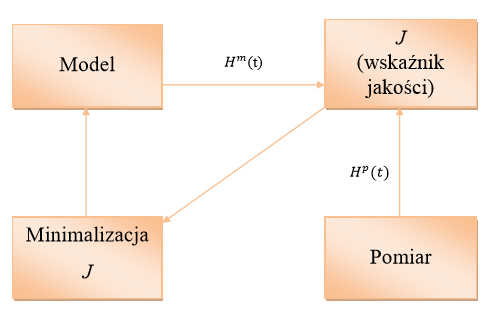 Model
H^m(t)
J
(wskaźnik
jakości)
H^p(t)
Minimalizacja
J
Pomiar